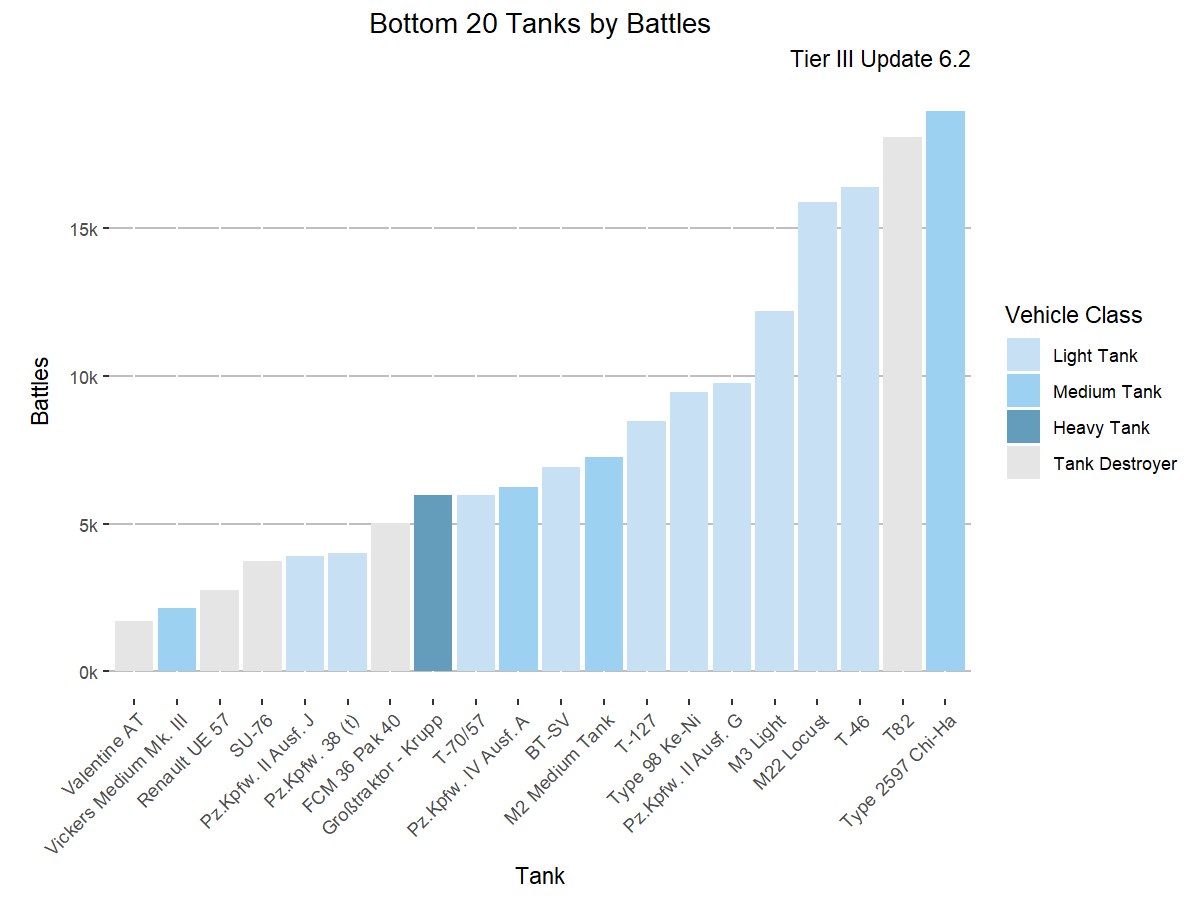 Bottom 20 Tanks by Battles
Tier III Update 6.2
Battles
15k
10k
5k
0k
Valentine AT
Vickers Medium Mk. III
Renault UE 57
SU-76
Pz.Kpfw. II Ausf. J
Pz.Kpfw. 38 (t)
FCM 36 Pak 40
Großtraktor - Krupp
T-70/57
Pz.Kpfw. IV Ausf. A
BT-SV
M2 Medium Tank
T-127
Type 98 Ke-Ni
Pz.Kpfw. II Ausf. G
M3 Light
M22 Locust
T-46
T82
Type 2597 Chi-Ha
Tank
Vehicle Class
Light Tank
Medium Tank
Heavy Tank
Tank Destroyer